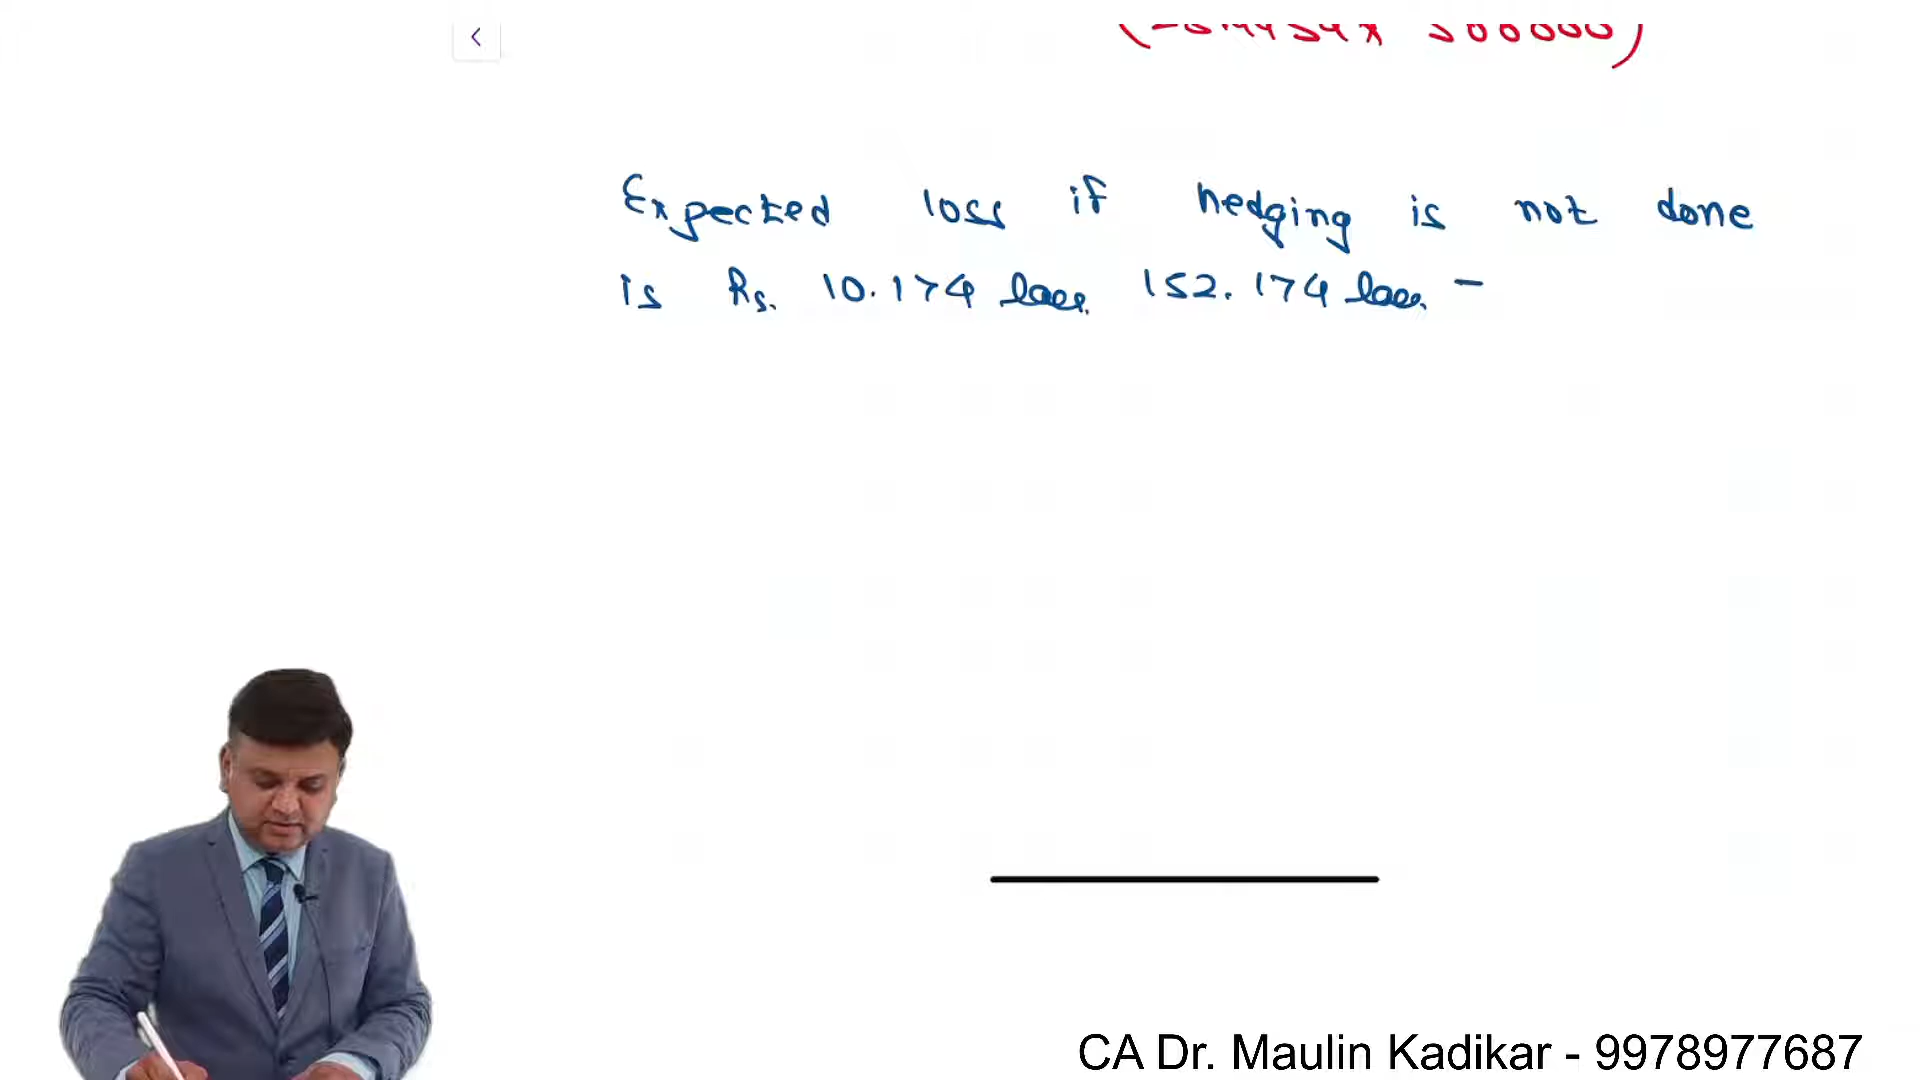 Expected loss if hedging is not done
is Rs. 10.174 lacs. 152.174 lacs. -
CA Dr. Maulin Kadikar - 9978977687